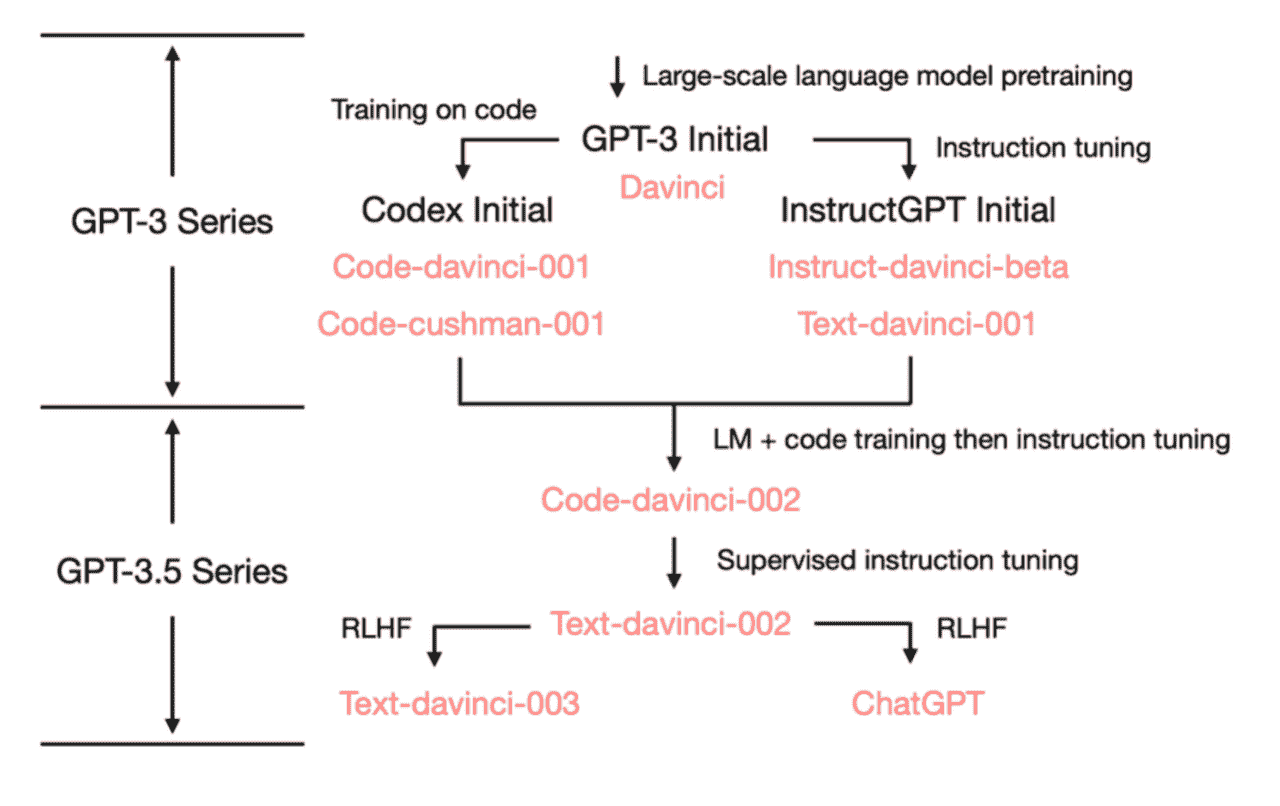 Large-scale language model pretraining
Training on code
GPT-3 Initial
Instruction tuning
Davinci
GPT-3 Series
Codex Initial
InstructGPT Initial
Code-davinci-001
Instruct-davinci-beta
Code-cushman-001
Text-davinci-001
LM + code training then instruction tuning
Code-davinci-002
GPT-3.5 Series
Supervised instruction tuning
RLHF
Text-davinci-002
RLHF
Text-davinci-003
ChatGPT